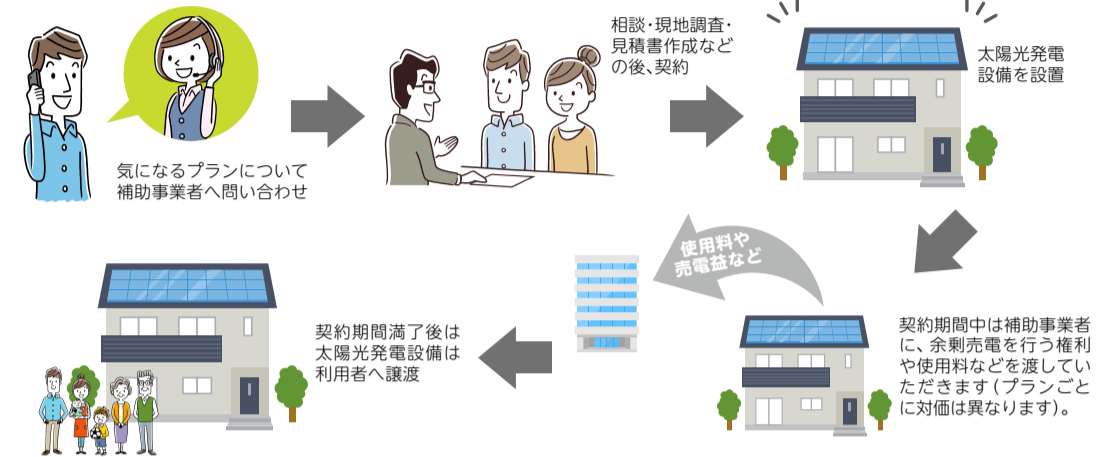 気になるプランについて
補助事業者へ問い合わせ
相談・現地調査・
見積書作成など
の後、契約
太陽光発電
設備を設置
契約期間中は補助事業者
に、余剰売電を行う権利
や使用料などを渡してい
ただきます（プランごと
に対価は異なります）。
使用料や
売電益など
契約期間満了後は
太陽光発電設備は
利用者へ譲渡